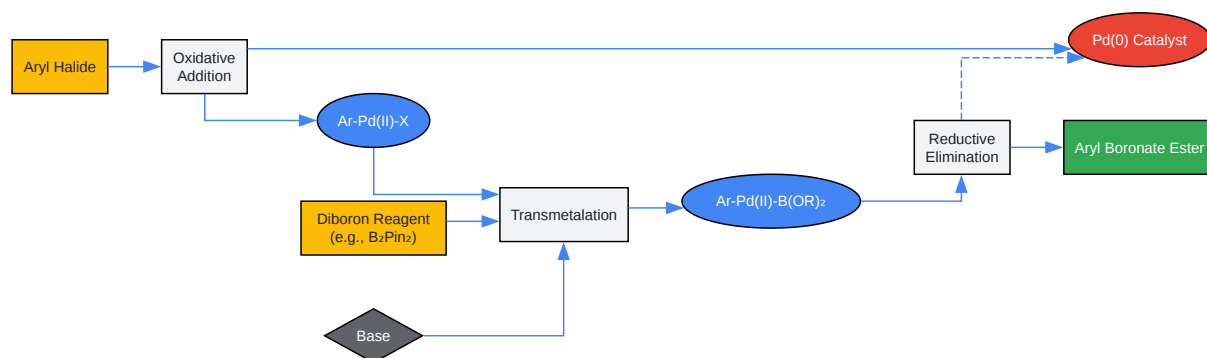 Pd(0) Catalyst
Aryl Halide
Oxidative
Addition
Ar-Pd(II)-X
Reductive
Elimination
Aryl Boronate Ester
Diboron Reagent
(e.g., B₂Pin₂)
Transmetalation
Ar-Pd(II)-B(OR)₂
Base